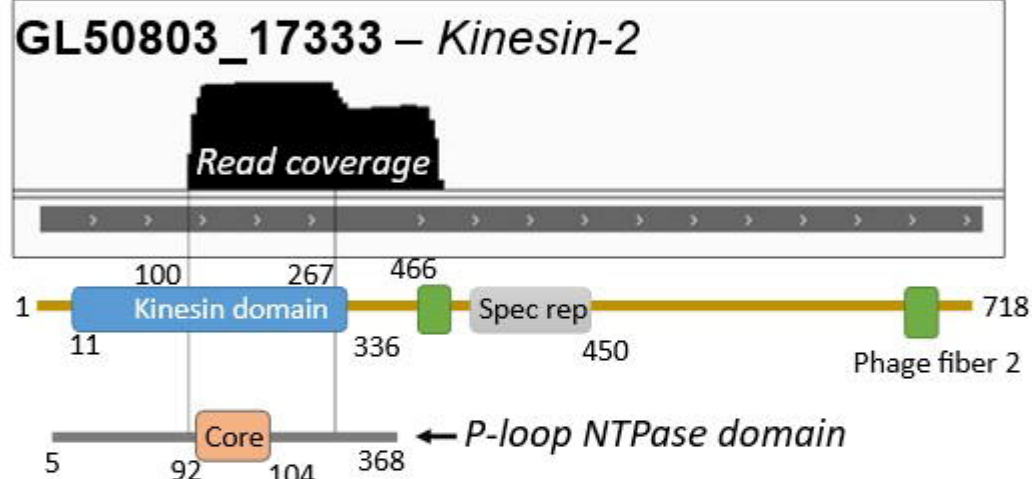 GL50803_17333 – Kinesin-2
Read coverage
100 267 466
1 Kinesin domain Spec rep 718
11 336 450
Phage fiber 2
Core ← P-loop NTPase domain
5 92 104 368